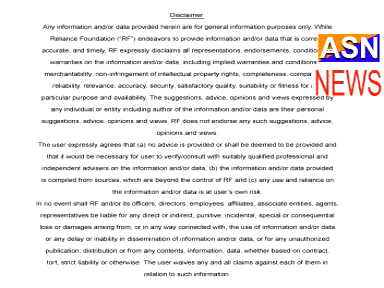 Disclaimer:
Any information and/or data provided herein are for general information purposes only. While
Reliance Foundation ("RF") endeavors to provide information and/or data that is
accurate, and timely, RF expressly disclaims all representations, endorsements,
warranties on the information and/or data, including implied warranties and
merchantability, non-infringement of intellectual property rights, completeness,
reliability, relevance, accuracy, security, satisfactory quality, suitability or fitness for
particular purpose and availability. The suggestions, advice, opinions and views expressed by
any individual or entity including author of the information and/or data are their personal
suggestions, advice, opinions and views. RF does not endorse any such suggestions, advice,
opinions and views.
The user expressly agrees that (a) no advice is provided or shall be deemed to be provided and
that it would be necessary for user to verify/consult with suitably qualified professional and
independent advisers on the information and/or data, (b) the information and/or data provided
is compiled from sources, which are beyond the control of RF and (c) any use and reliance on
the information and/or data is at user's own risk.
In no event shall RF and/or its officers, directors, employees, affiliates, associate entities, agents,
representatives be liable for any direct or indirect, punitive, incidental, special or consequential
loss or damages arising from, or in any way connected with, the use of information and/or data
or any delay or inability in dissemination of information and/or data, or for any unauthorized
publication, distribution or from any contents, information, data, whether based on contract,
tort, strict liability or otherwise. The user waives any and all claims against each of them in
relation to such information
ASN
NEWS